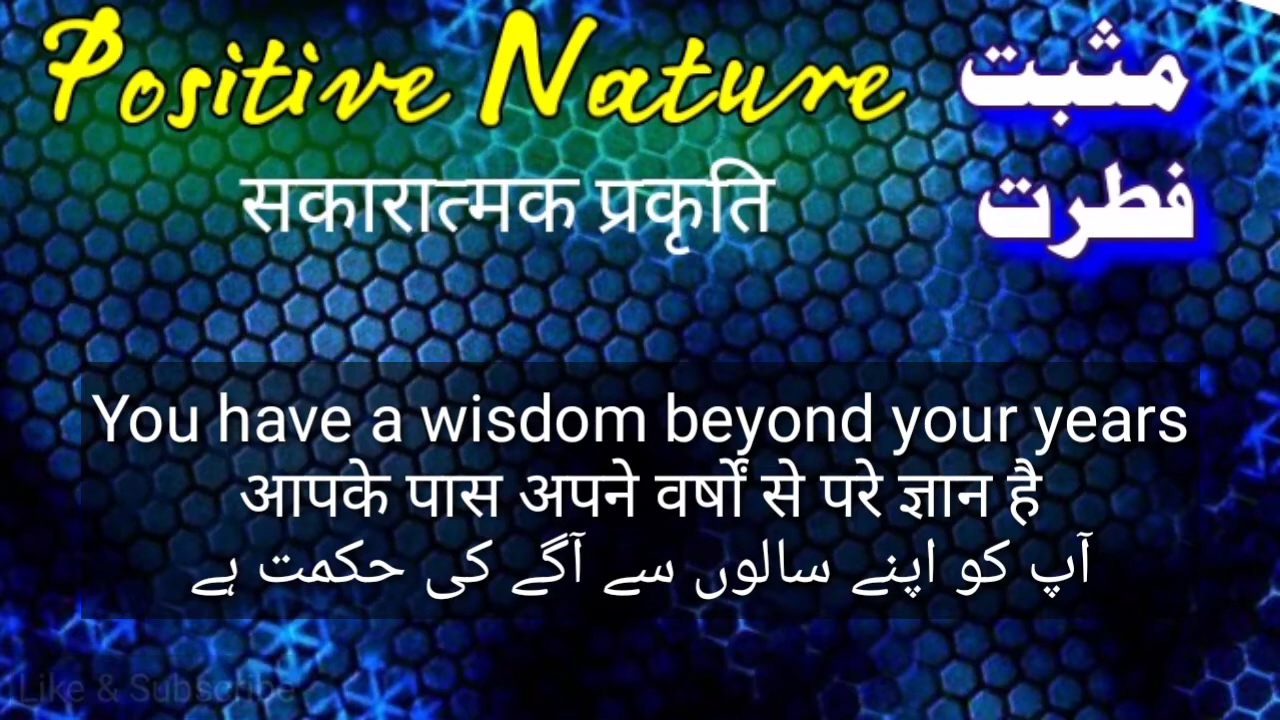 Positive Nature
مثبت
فطرت
सकारात्मक प्रकृति
You have a wisdom beyond your years
आपके पास अपने वर्षों से परे ज्ञान है
آپ کو اپنے سالوں سے آگے کی حکمت ہے
Like & Subscribe